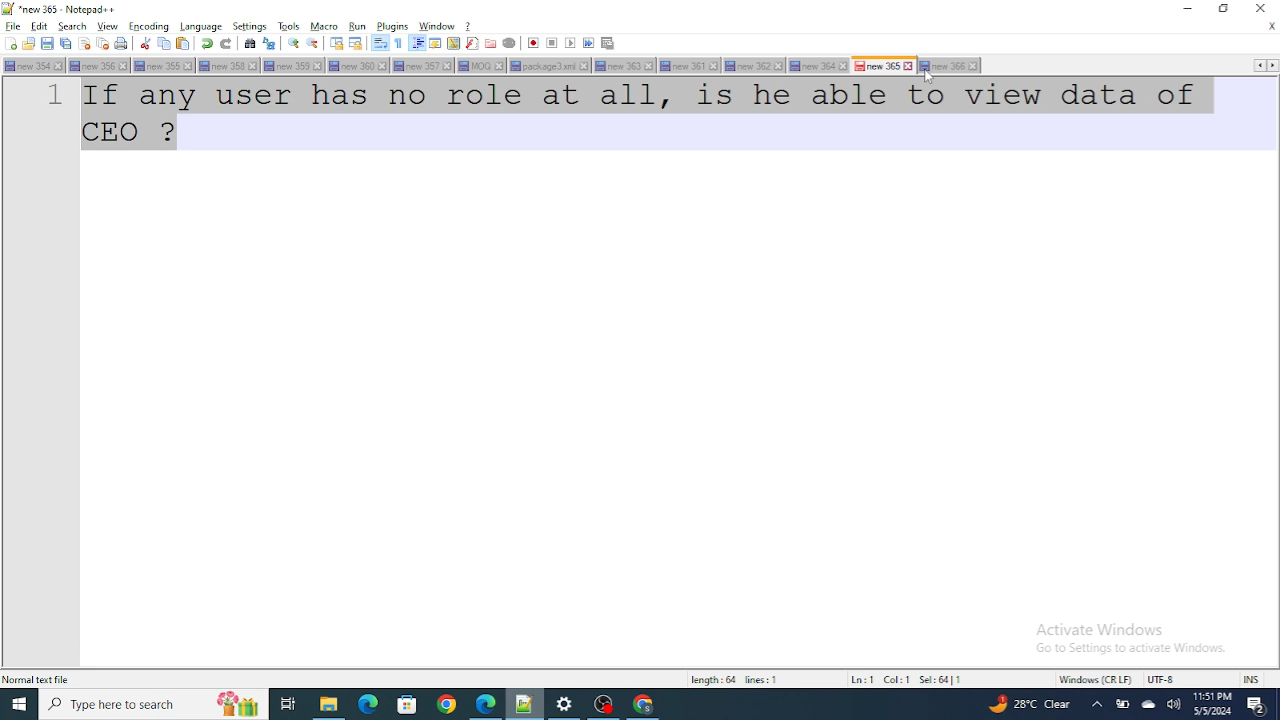 *new 365 - Notepad++
File Edit Search View Encoding Language Settings Tools Macro Run Plugins Window ?
new 354 new 356 new 355 new 358 new 359 new 360 new 357 MOQ package3.xml new 363 new 361 new 362 new 364 new 365 new 366
1 If any user has no role at all, is he able to view data of
CEO ?
Activate Windows
Go to Settings to activate Windows.
Normal text file length: 64 lines: 1 Ln: 1 Col: 1 Sel: 64 | 1 Windows (CR LF) UTF-8 INS
Type here to search 28°C Clear 11:51 PM
5/5/2024 2